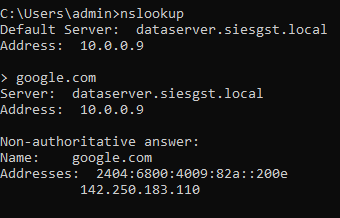 C:\Users\admin>nslookup
Default Server:  dataserver.siesgst.local
Address:  10.0.0.9
> google.com
Server:  dataserver.siesgst.local
Address:  10.0.0.9
Non-authoritative answer:
Name:    google.com
Addresses:  2404:6800:4009:82a::200e
142.250.183.110